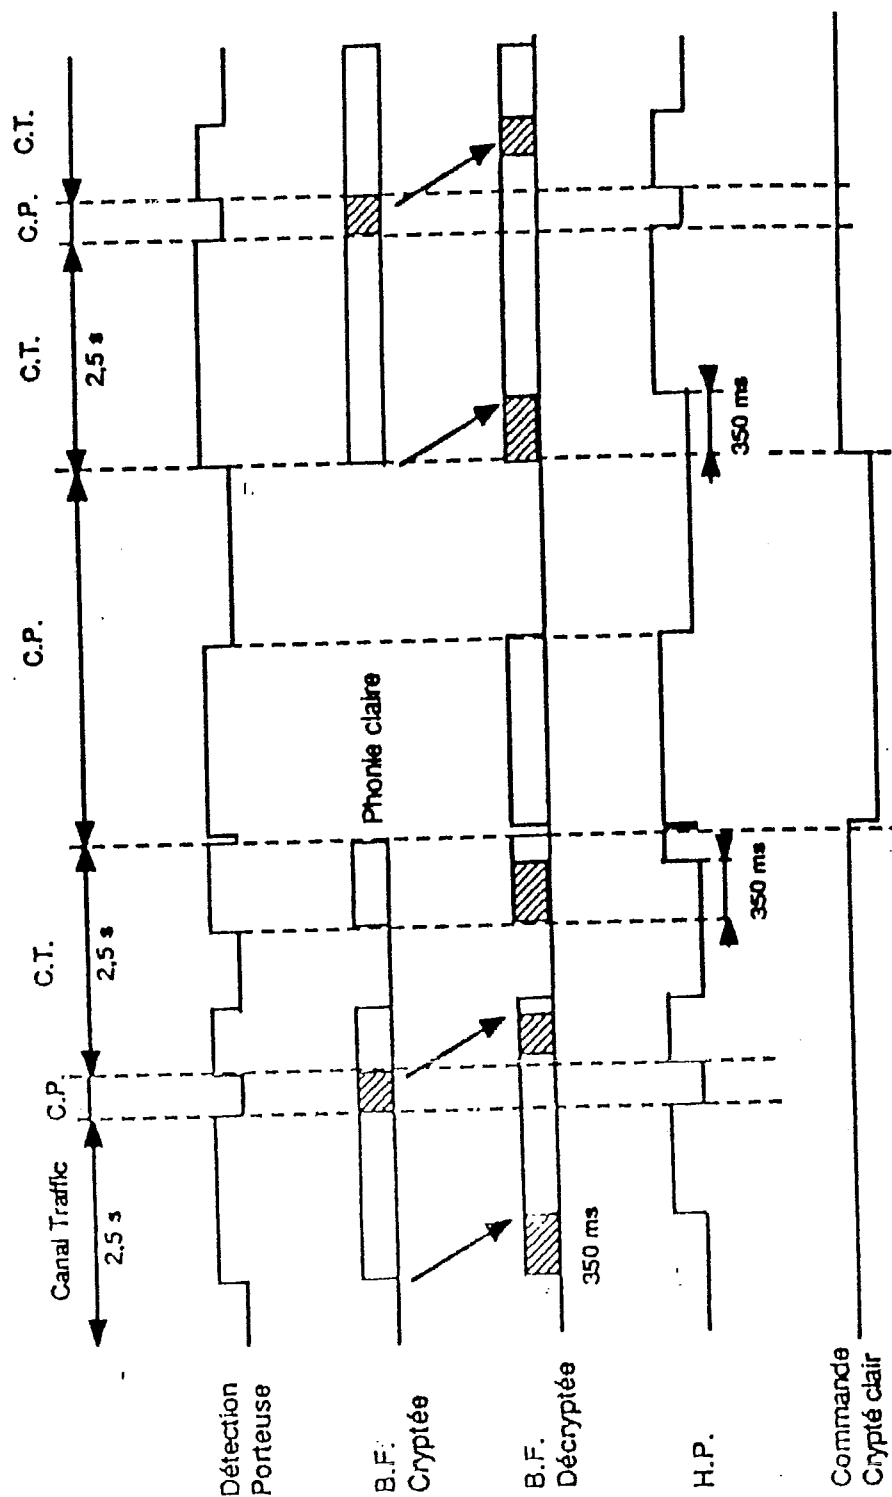 Canal Traffic
C.P.
C.T.
C.P.
C.T.
C.P.
C.T.
2,5 s
2,5 s
2,5 s
Détection
Porteuse
B.F.
Cryptée
Phonie claire
B.F.
Décryptée
350 ms
H.P.
350 ms
350 ms
Commande
Crypté clair